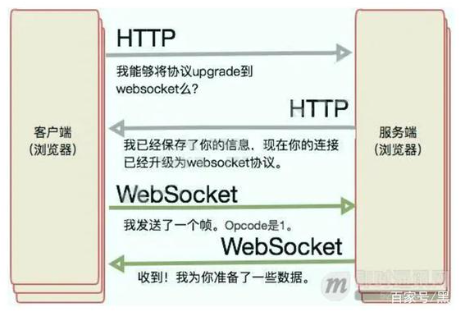 HTTP
我能够将协议upgrade到
websocket么?
HTTP
客户端
(浏览器)
服务端
(浏览器)
我已经保存了你的信息、现在你的连接
已经升级为websocket协议。
WebSocket
我发送了一个帧。Opcode是1。
WebSocket
收到!我为你准备了一些数据。
m
百家号/黑